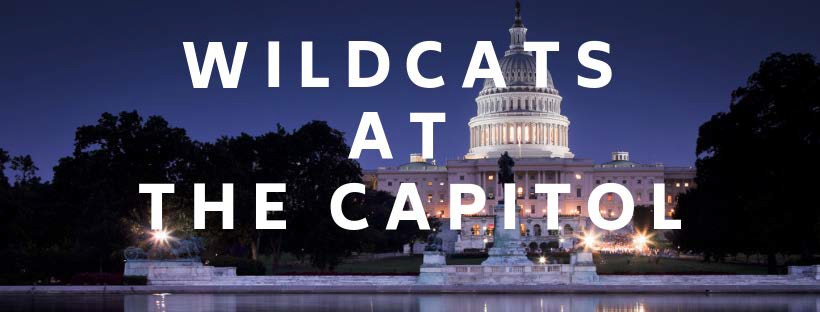 WILDCATS
AT
THE CAPITOL